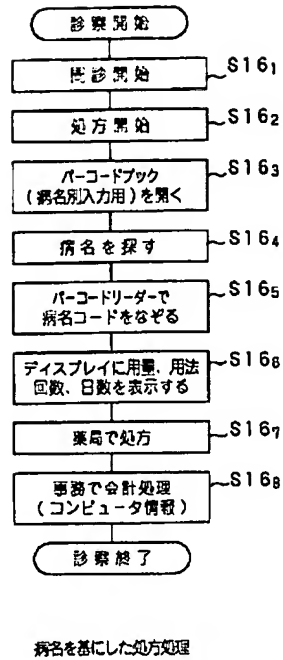 診察開始
問診開始
S16₁
処方開始
S16₂
バーコードブック
(病名別入力用)を開く
S16₃
病名を探す
S16₄
バーコードリーダーで
病名コードをなぞる
S16₅
ディスプレイに用量、用法
回数、日数を表示する
S16₆
薬局で処方
S16₇
事務で会計処理
(コンピュータ情報)
S16₈
診察終了
病名を基にした処方処理